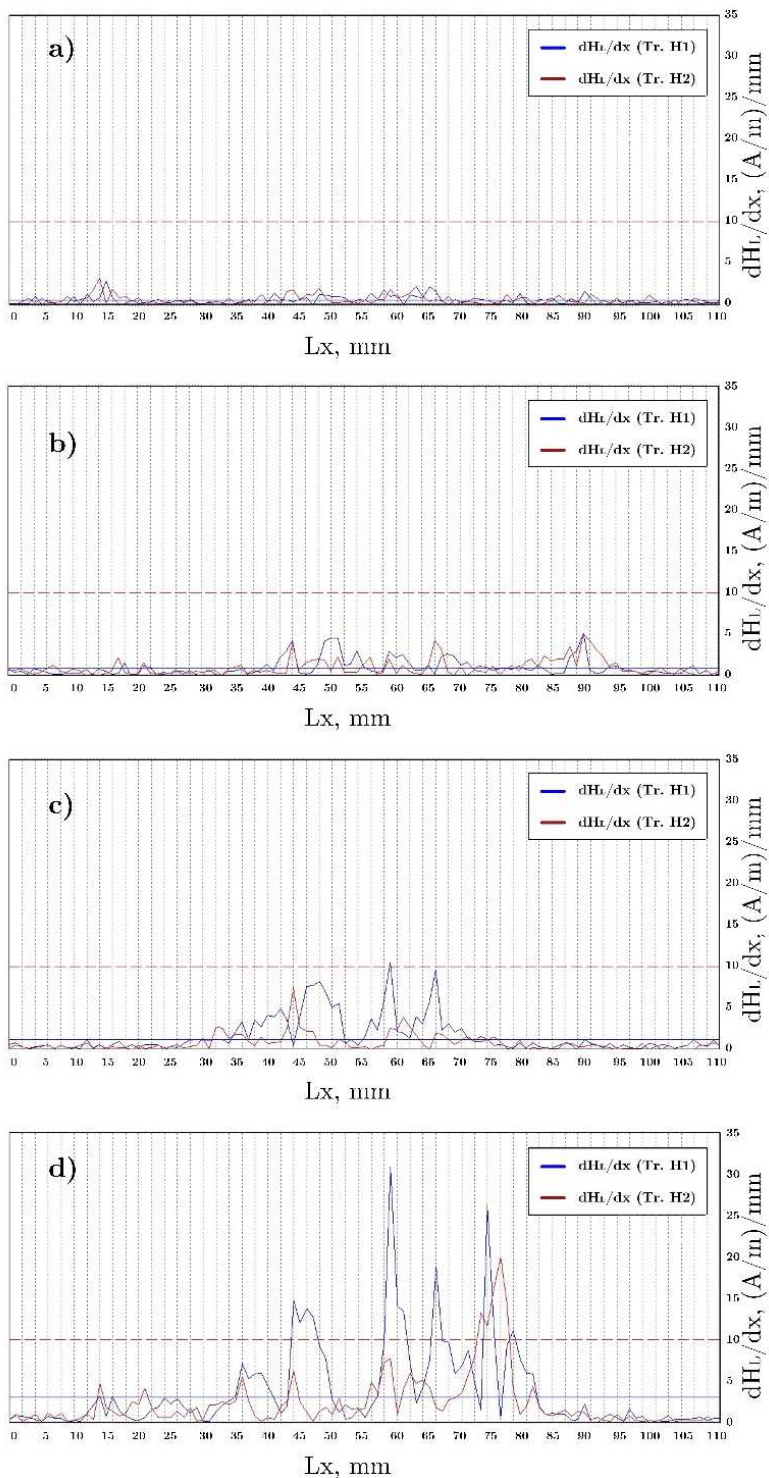 a)
dHL/dx (Tr. H1)
dHL/dx (Tr. H2)
35
30
25
20
15
10
5
0
dHL/dx, (A/m)/mm
0 5 10 15 20 25 30 35 40 45 50 55 60 65 70 75 80 85 90 95 100 105 110
Lx, mm
b)
dHL/dx (Tr. H1)
dHL/dx (Tr. H2)
35
30
25
20
15
10
5
0
dHL/dx, (A/m)/mm
0 5 10 15 20 25 30 35 40 45 50 55 60 65 70 75 80 85 90 95 100 105 110
Lx, mm
c)
dHL/dx (Tr. H1)
dHL/dx (Tr. H2)
35
30
25
20
15
10
5
0
dHL/dx, (A/m)/mm
0 5 10 15 20 25 30 35 40 45 50 55 60 65 70 75 80 85 90 95 100 105 110
Lx, mm
d)
dHL/dx (Tr. H1)
dHL/dx (Tr. H2)
35
30
25
20
15
10
5
0
dHL/dx, (A/m)/mm
0 5 10 15 20 25 30 35 40 45 50 55 60 65 70 75 80 85 90 95 100 105 110
Lx, mm